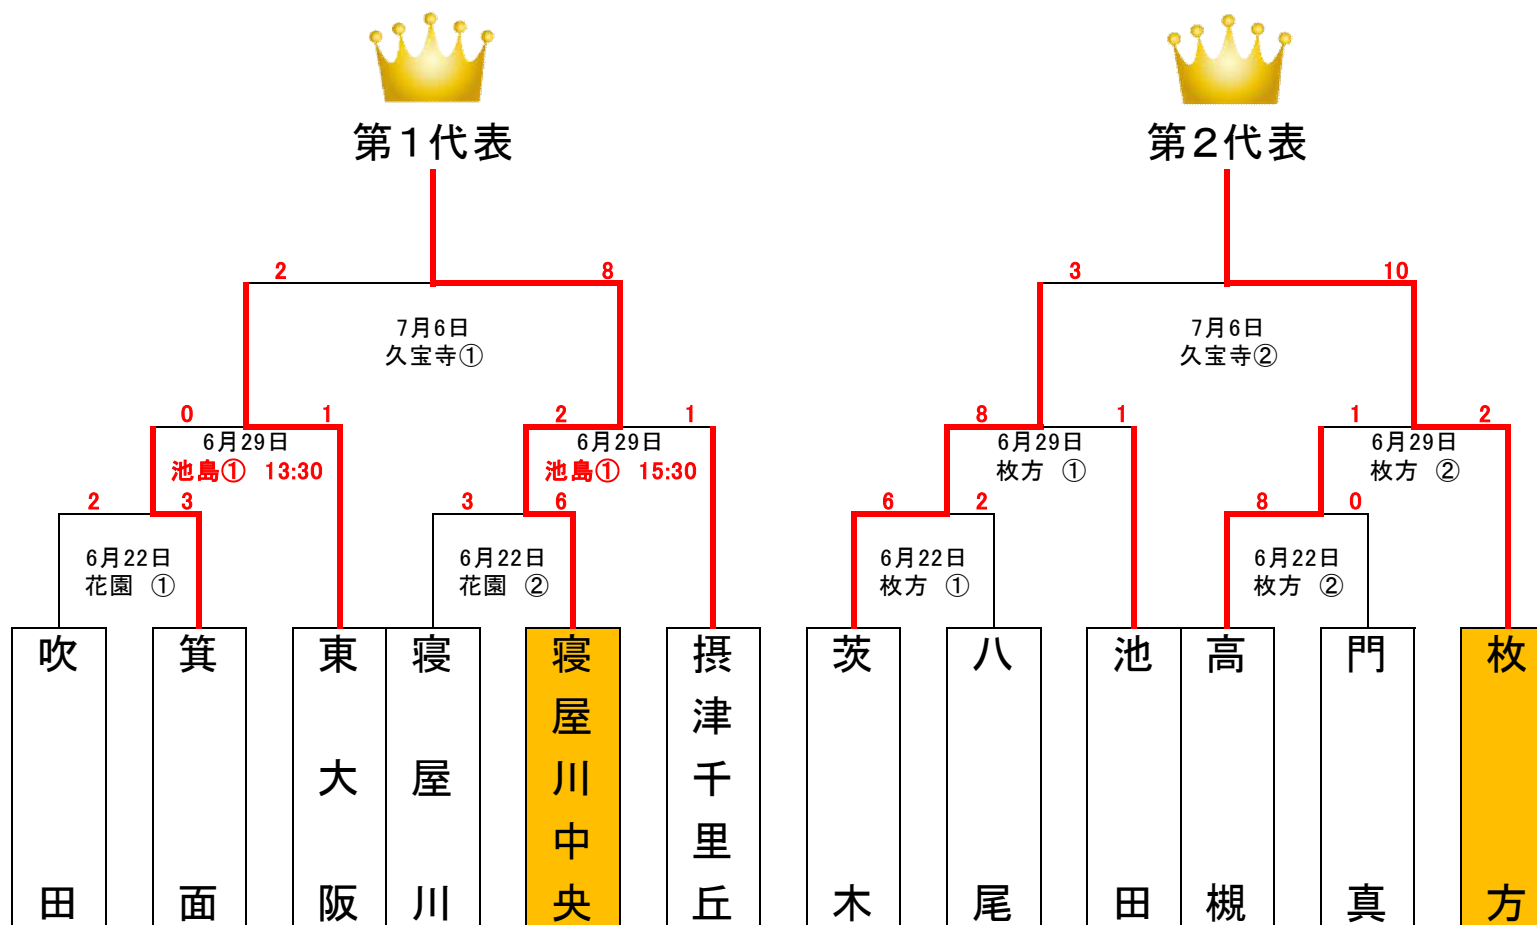 第1代表
第2代表
2
8
3
10
7月6日
久宝寺①
7月6日
久宝寺②
0
1
2
1
8
1
1
2
6月29日
池島① 13:30
6月29日
池島① 15:30
6月29日
枚方 ①
6月29日
枚方 ②
2
3
3
6
6
2
8
0
6月22日
花園 ①
6月22日
花園 ②
6月22日
枚方 ①
6月22日
枚方 ②
吹田
箕面
東大阪
寝屋川
寝屋川中央
摂津千里丘
茨木
八尾
池田
高槻
門真
枚方